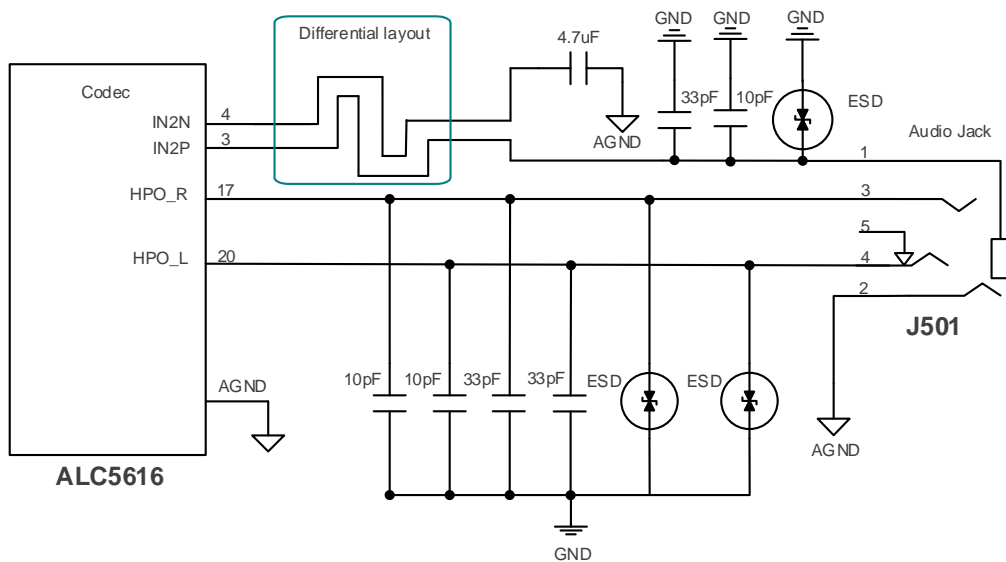 Differential layout
4.7uF
GND
GND
GND
Codec
33pF
10pF
ESD
IN2N
4
AGND
Audio Jack
IN2P
3
1
HPO_R
17
3
5
HPO_L
20
4
2
J501
10pF
10pF
33pF
33pF
ESD
ESD
AGND
AGND
ALC5616
GND